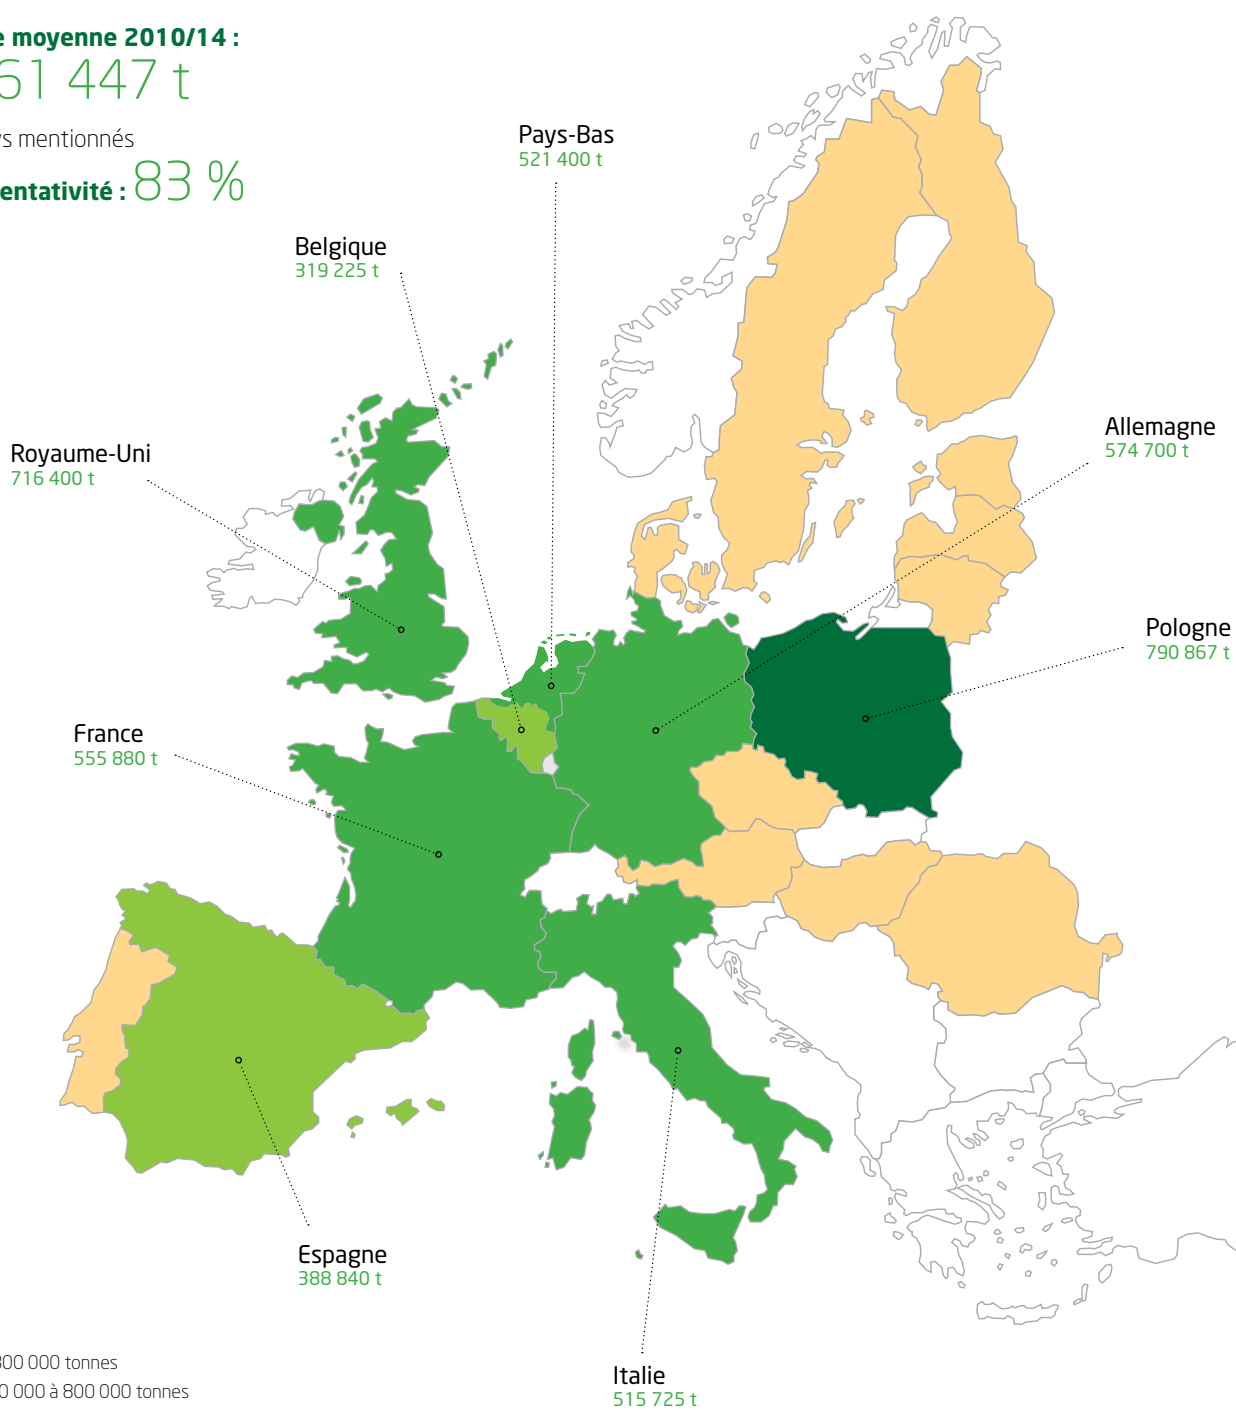 e moyenne 2010/14 :
61 447 t
ys mentionnés
entativité : 83 %
Pays-Bas
521 400 t
Belgique
319 225 t
Royaume-Uni
716 400 t
Allemagne
574 700 t
Pologne
790 867 t
France
555 880 t
Espagne
388 840 t
300 000 tonnes
0 000 à 800 000 tonnes
Italie
515 725 t